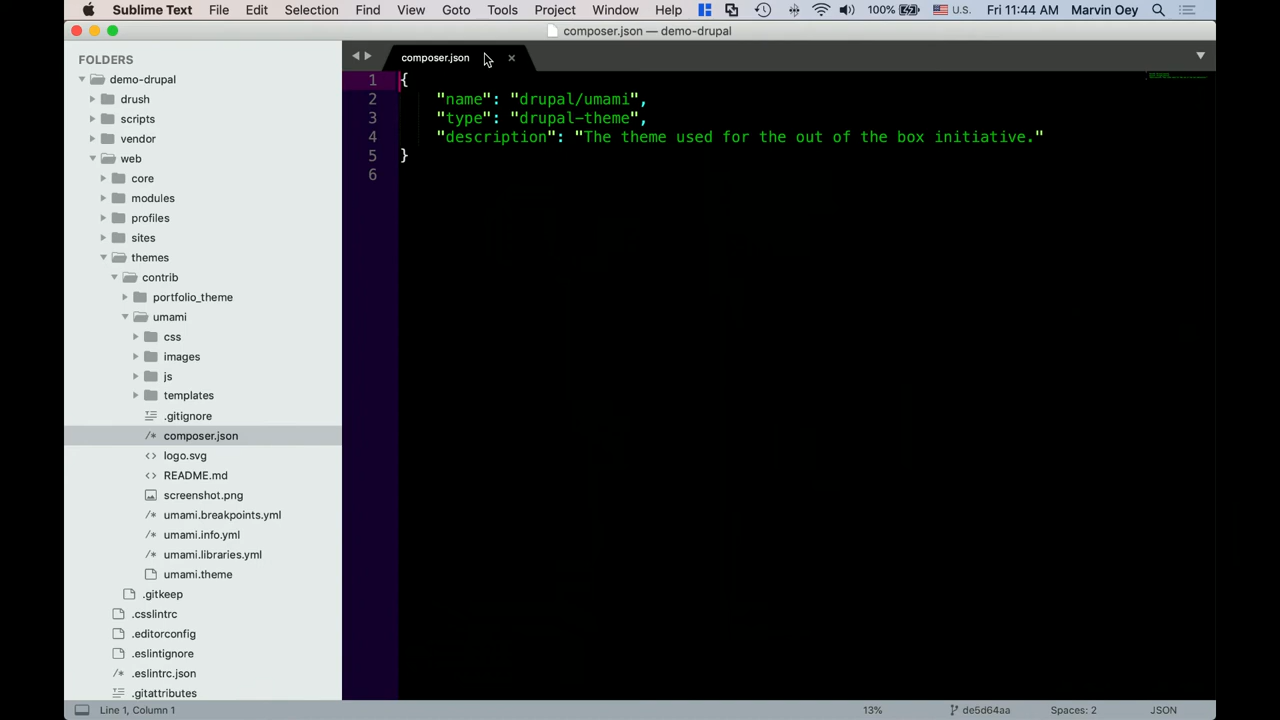 Sublime Text File Edit Selection Find View Goto Tools Project Window Help 100% U.S. Fri 11:44 AM Marvin Oey
composer.json — demo-drupal
FOLDERS
demo-drupal
drush
scripts
vendor
web
core
modules
profiles
sites
themes
contrib
portfolio_theme
umami
css
images
js
templates
.gitignore
composer.json
logo.svg
README.md
screenshot.png
umami.breakpoints.yml
umami.info.yml
umami.libraries.yml
umami.theme
.gitkeep
.csslintrc
.editorconfig
.eslintignore
.eslintrc.json
.gitattributes
composer.json ×
1 {
2 "name": "drupal/umami",
3 "type": "drupal-theme",
4 "description": "The theme used for the out of the box initiative."
5 }
6
Line 1, Column 1 13% de5d64aa Spaces: 2 JSON